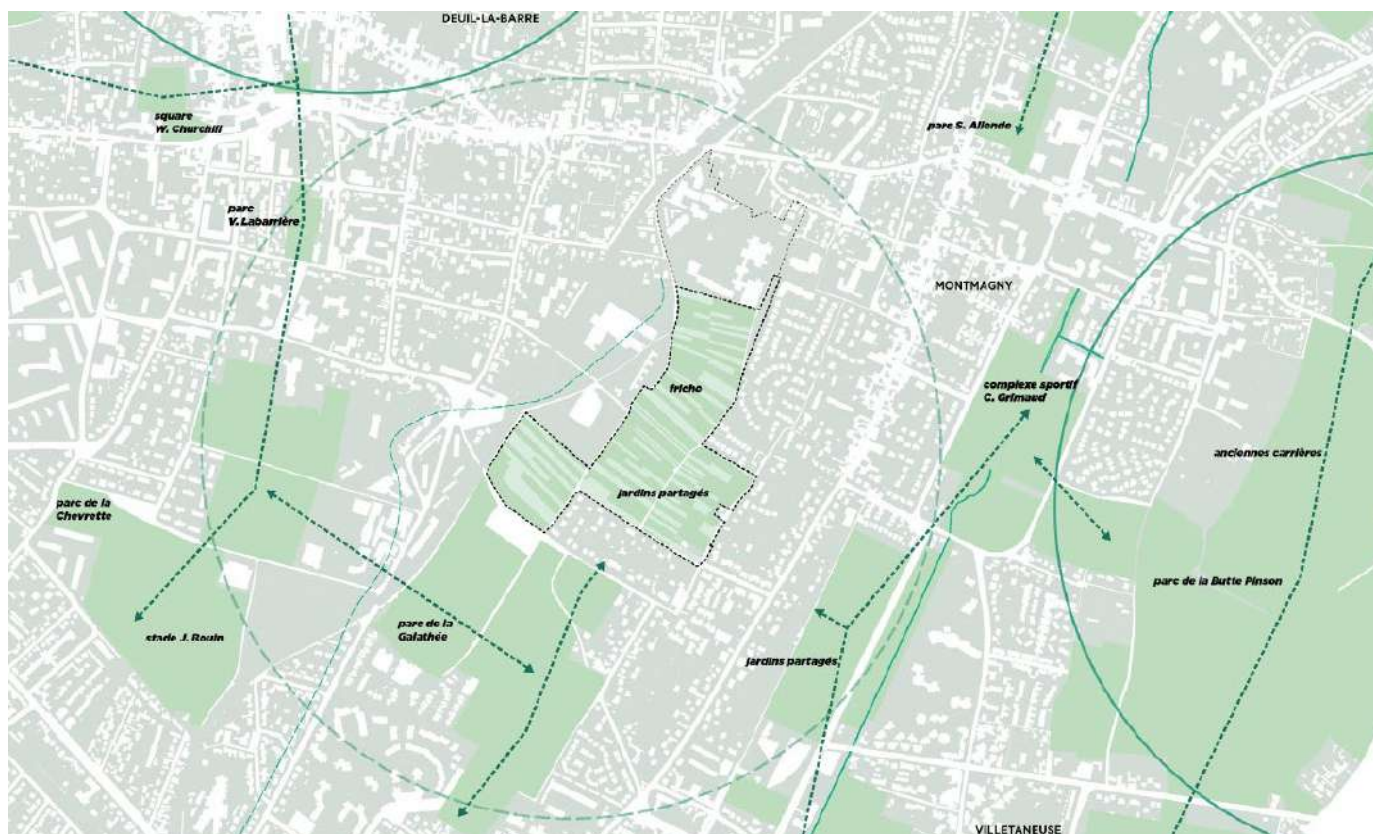 DEUIL-LA-BARRE
square
W. Churchill
parc S. Allende
parc
V. Labarrière
MONTMAGNY
friche
complexe sportif
C. Grimaud
anciennes carrières
jardins partagés
parc de la
Chevrette
parc de la Butte Pinson
stade J. Bouin
parc de la
Galathée
jardins partagés
VILLETANEUSE